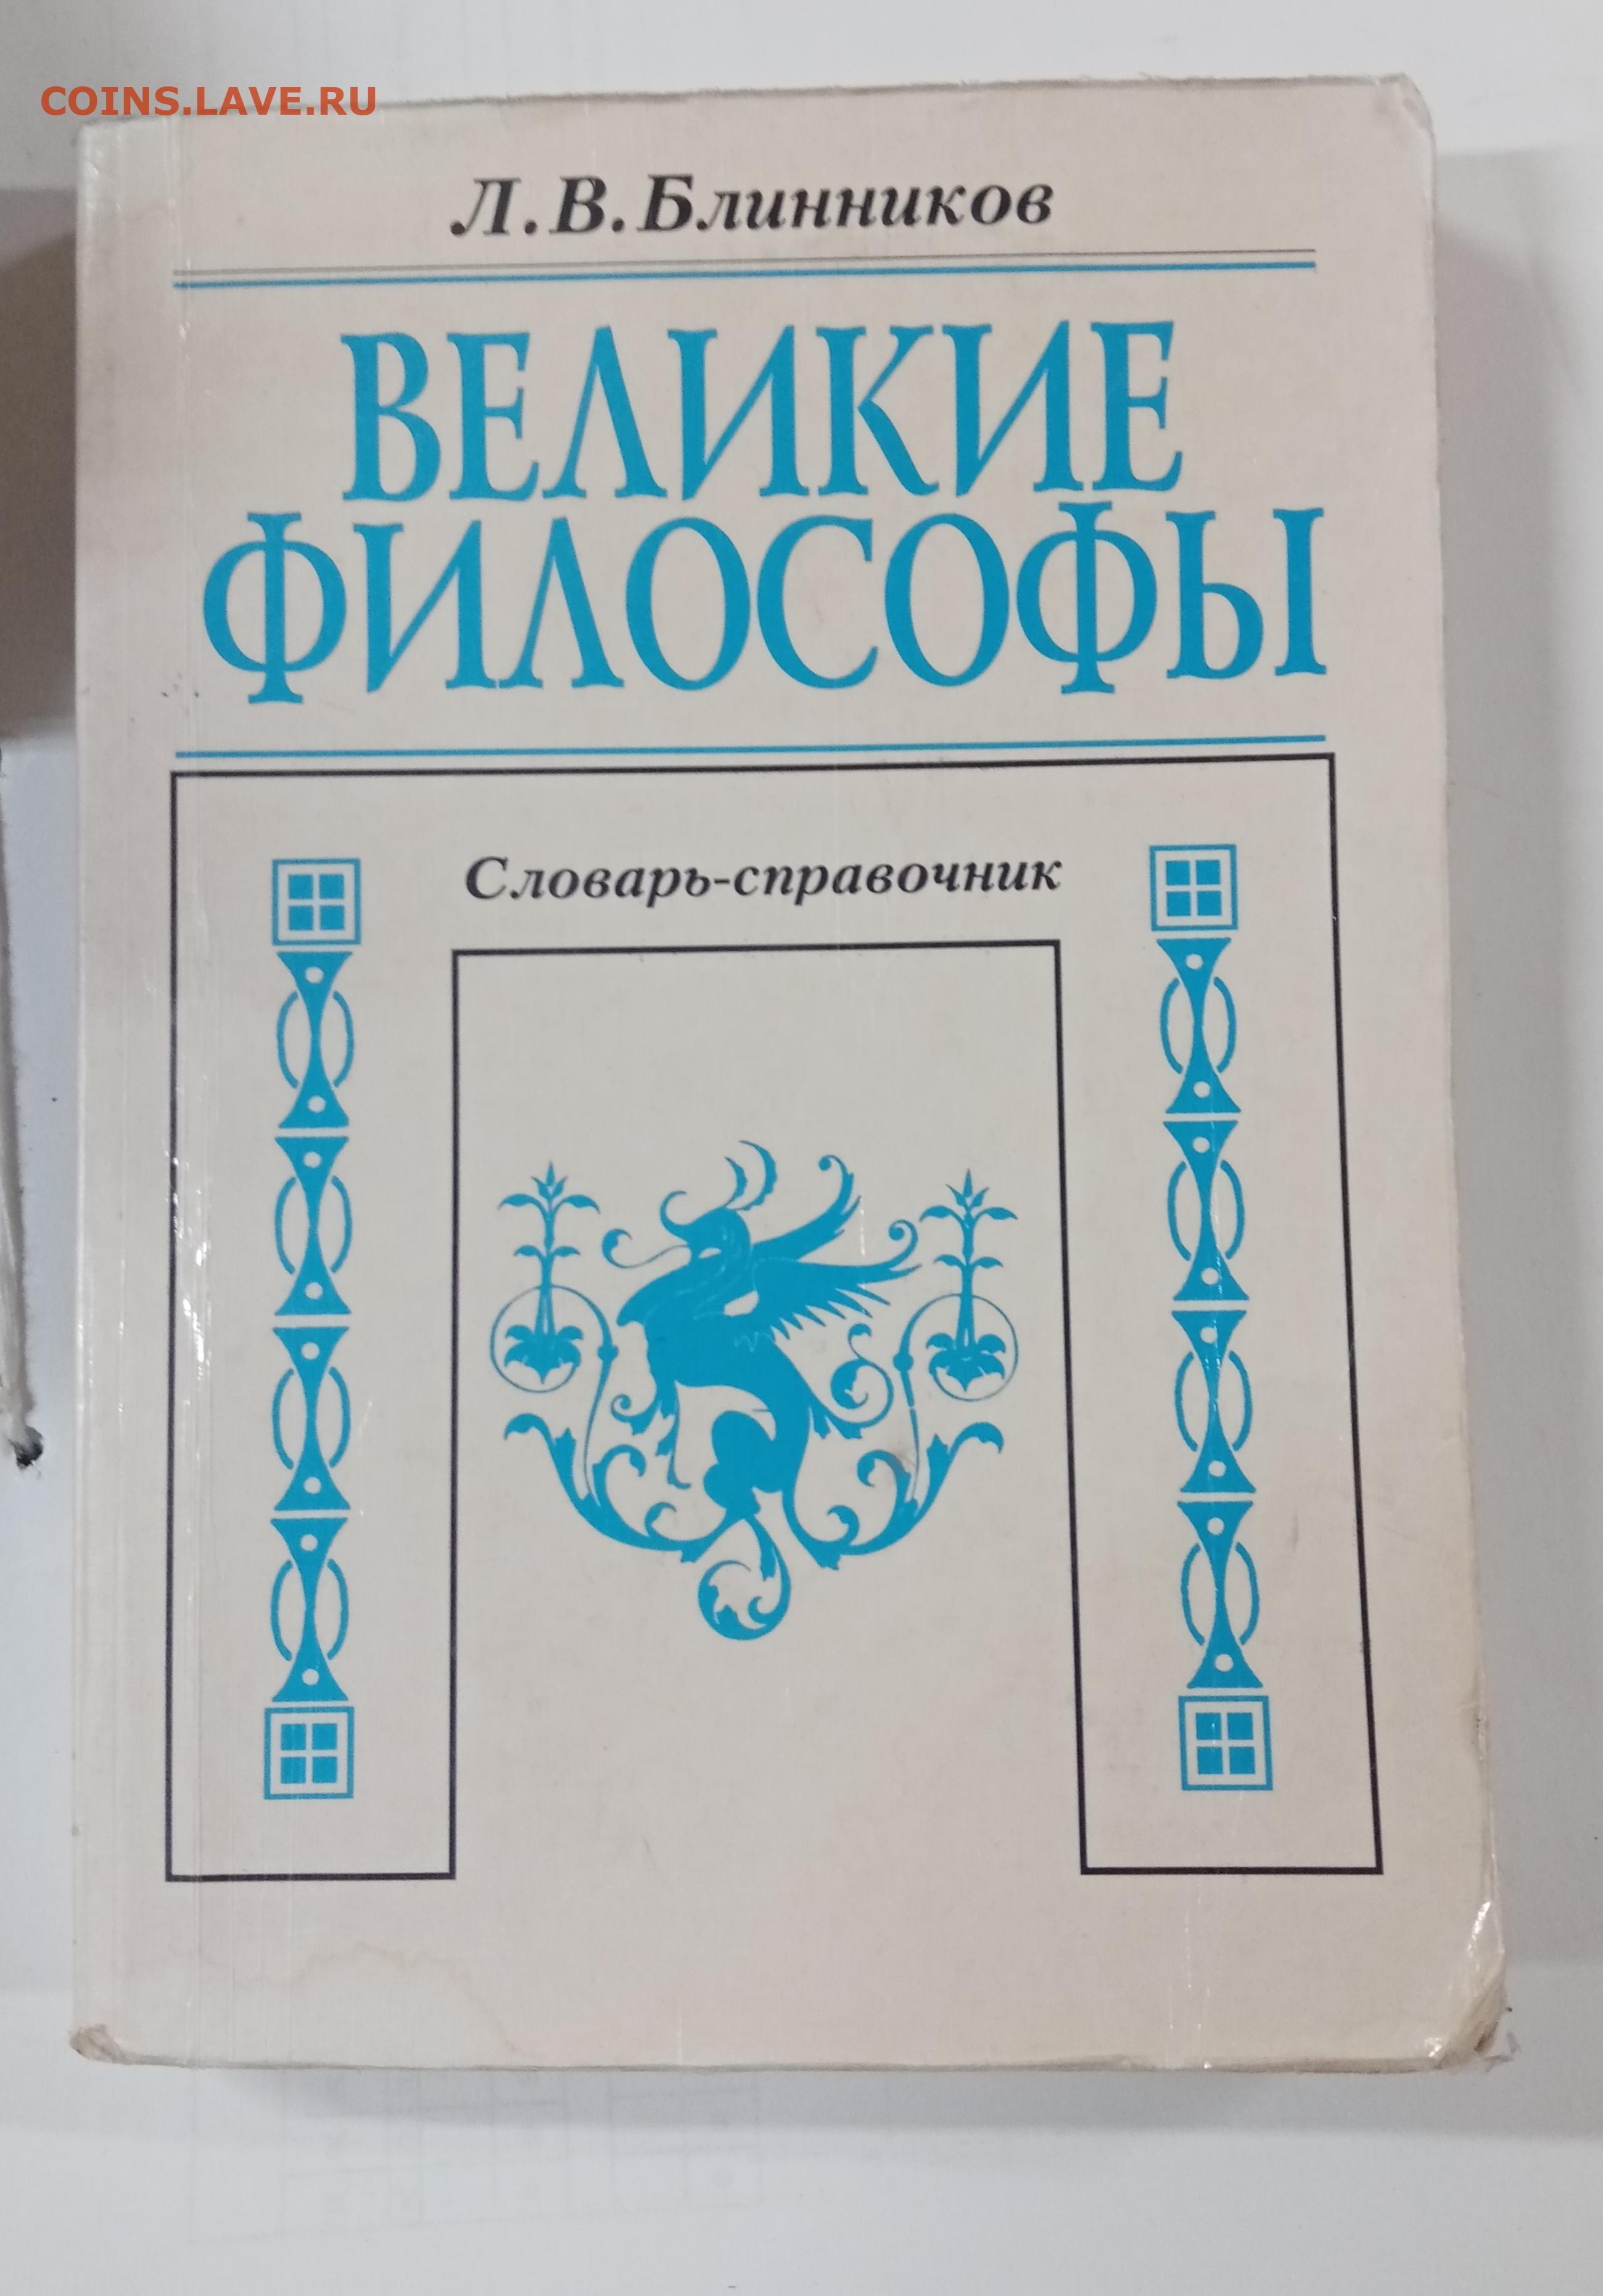 COINS.LAVE.RU
Л.В.Блинников
ВЕЛИКИЕ
ФИЛОСОФЫ
Словарь-справочник